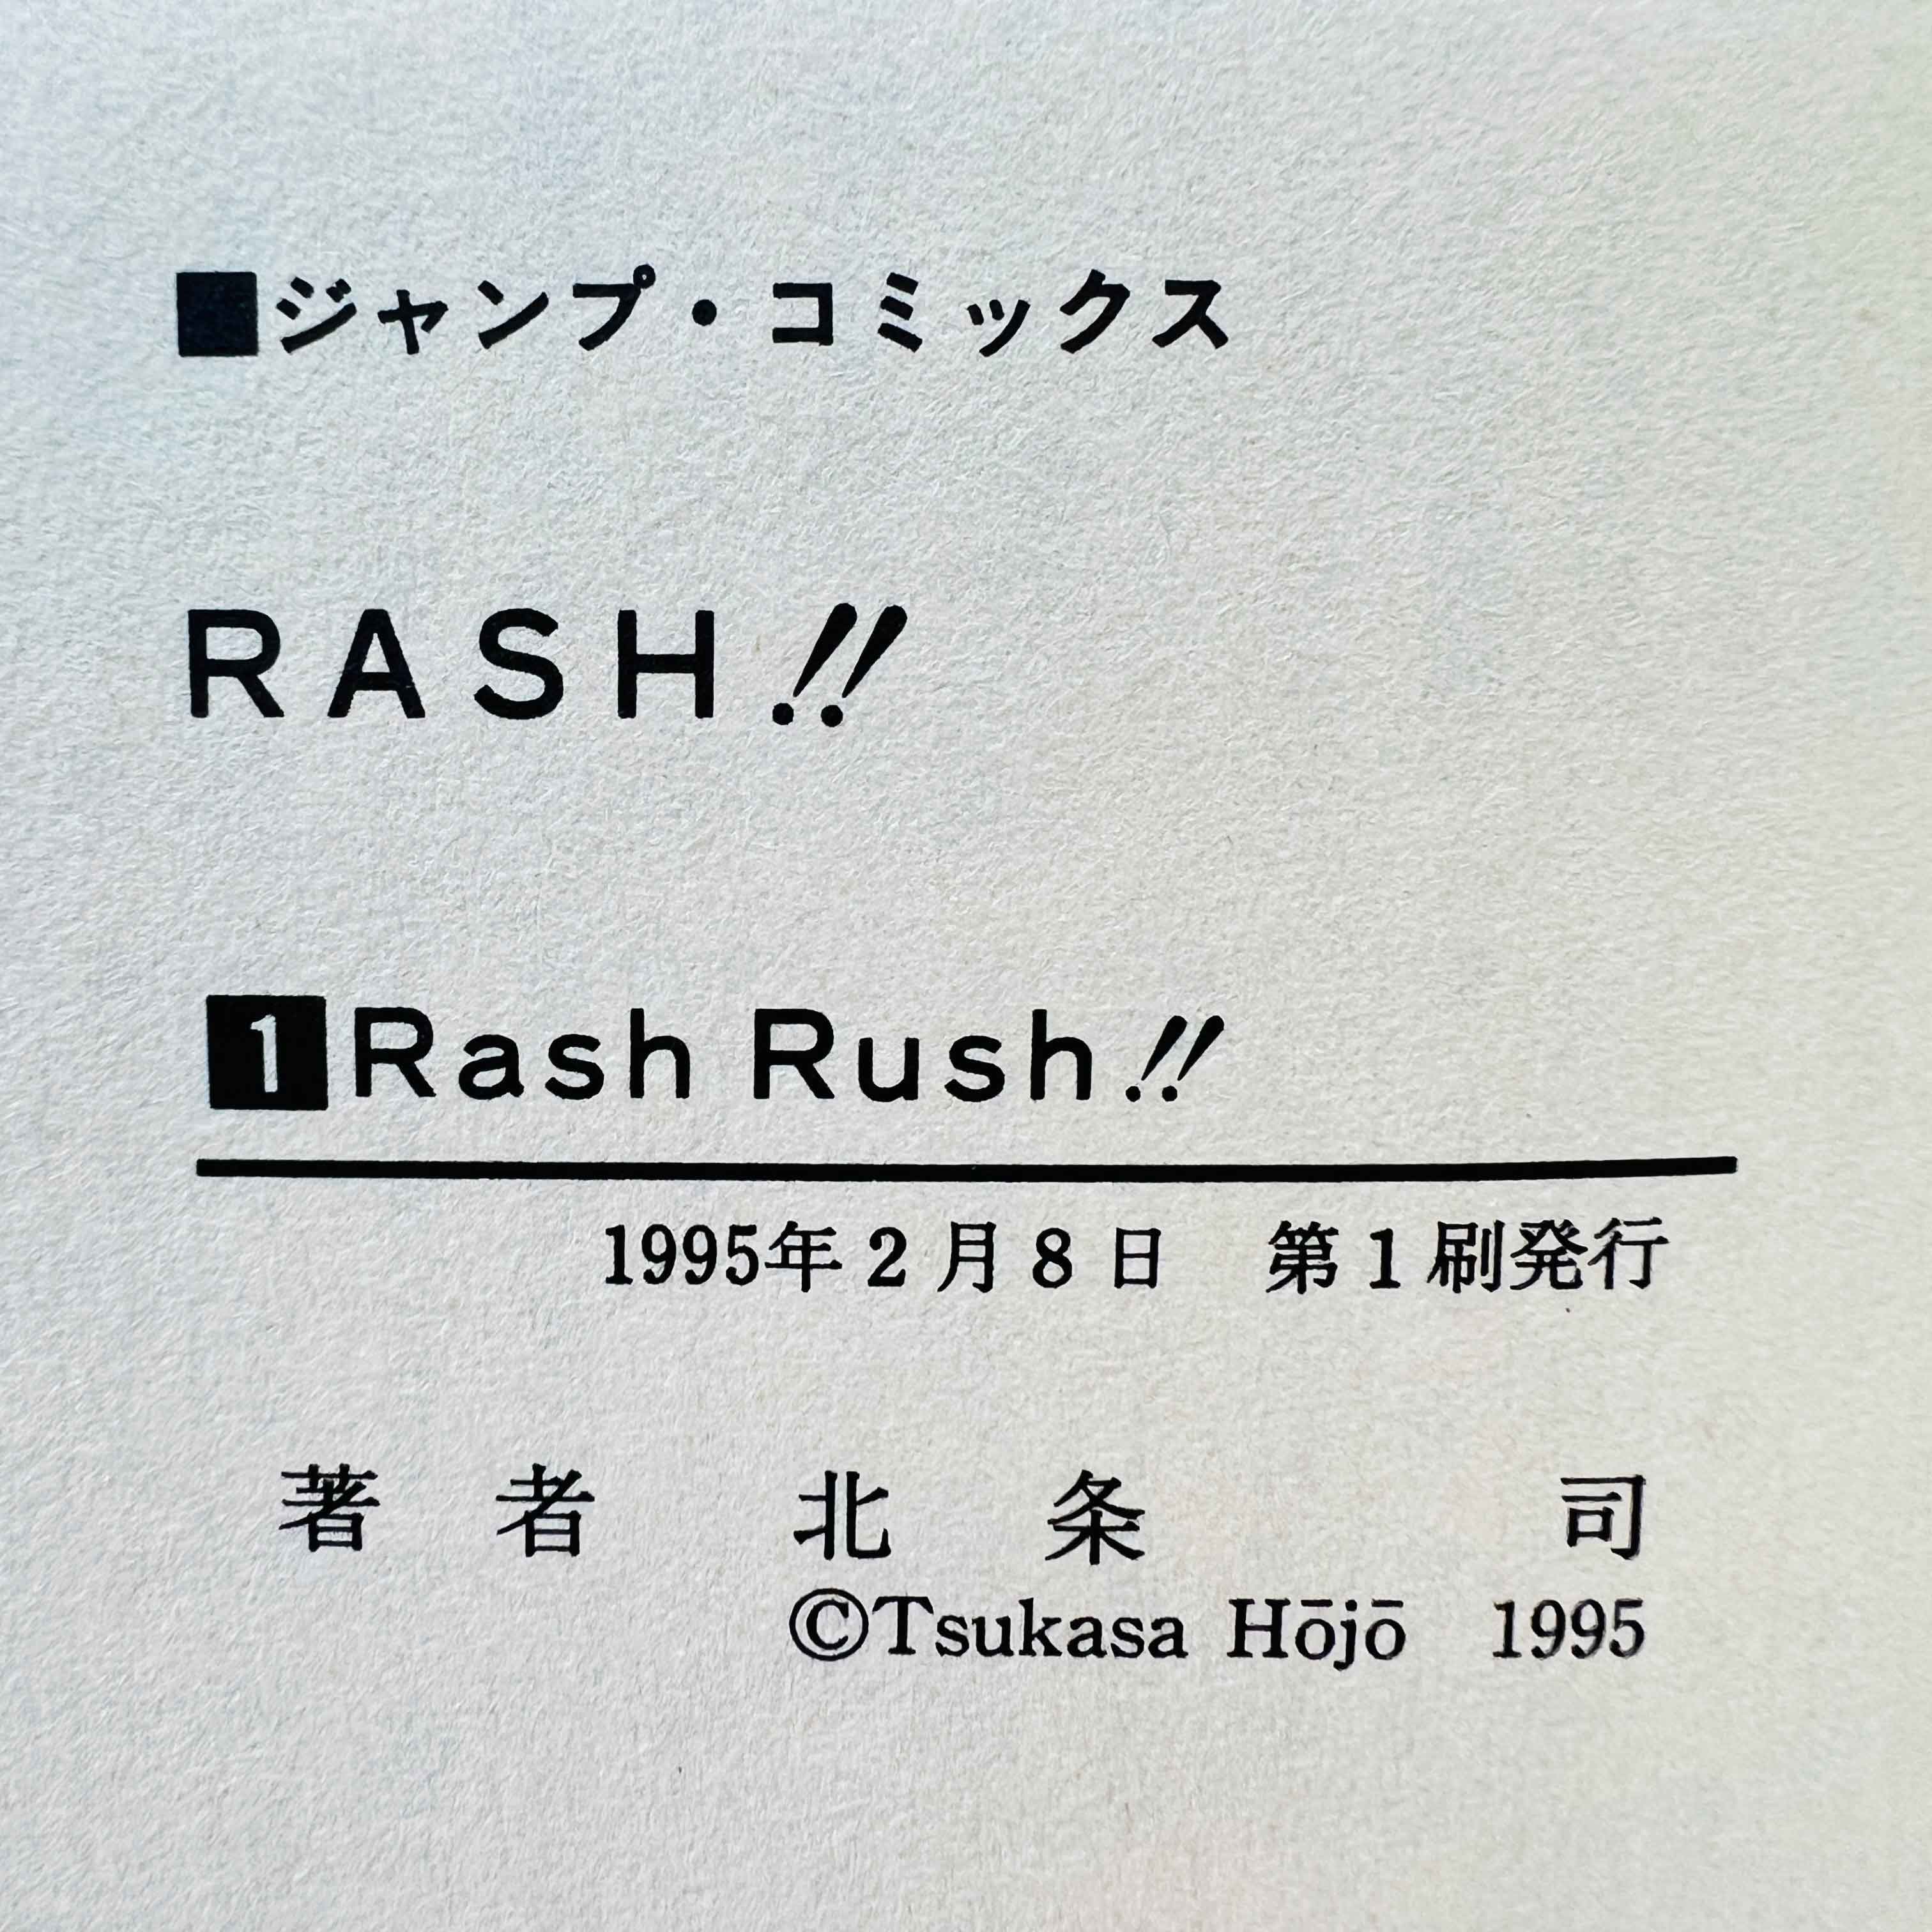 ■ジャンプ・コミックス
RASH!!
1 Rash Rush!!
1995年2月8日　第1刷発行
著者　北条司
©Tsukasa Hōjō 1995